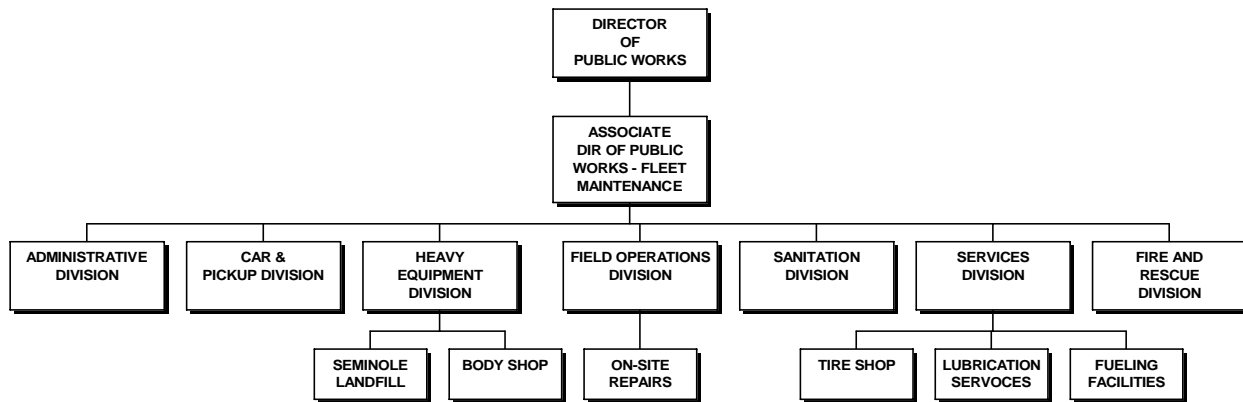 DIRECTOR
OF
PUBLIC WORKS
ASSOCIATE
DIR OF PUBLIC
WORKS - FLEET
MAINTENANCE
ADMINISTRATIVE
DIVISION
CAR &
PICKUP DIVISION
HEAVY
EQUIPMENT
DIVISION
FIELD OPERATIONS
DIVISION
SANITATION
DIVISION
SERVICES
DIVISION
FIRE AND
RESCUE
DIVISION
SEMINOLE
LANDFILL
BODY SHOP
ON-SITE
REPAIRS
TIRE SHOP
LUBRICATION
SERVOCES
FUELING
FACILITIES